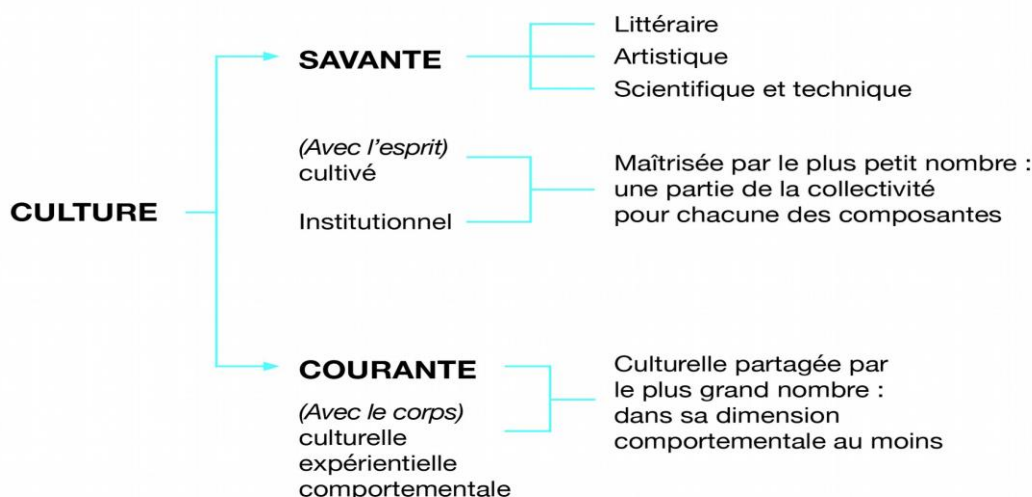 CULTURE
SAVANTE
Littéraire
Artistique
Scientifique et technique
(Avec l'esprit)
cultivé
Institutionnel
Maîtrisée par le plus petit nombre :
une partie de la collectivité
pour chacune des composantes
COURANTE
(Avec le corps)
culturelle
expérientielle
comportementale
Culturelle partagée par
le plus grand nombre :
dans sa dimension
comportementale au moins